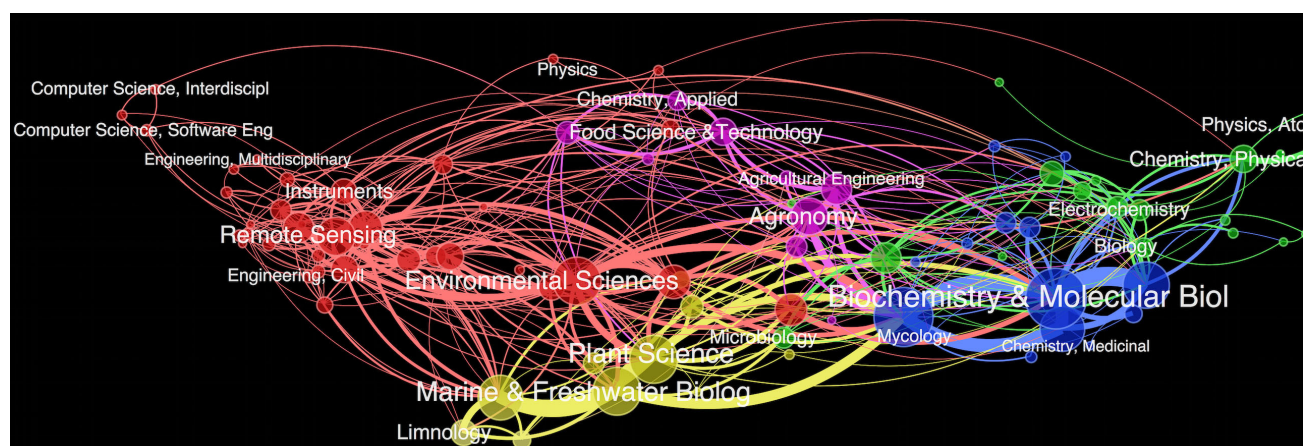 Physics
Computer Science, Interdiscipl
Chemistry, Applied
Physics, Ato
Computer Science, Software Eng
Food Science &Technology
Engineering, Multidisciplinary
Chemistry, Physica
Instruments
Agricultural Engineering
Agronomy
Electrochemistry
Remote Sensing
Biology
Engineering, Civil
Environmental Sciences
Biochemistry & Molecular Biol
Microbiology
Mycology
Chemistry, Medicinal
Plant Science
Marine & Freshwater Biolog
Limnology